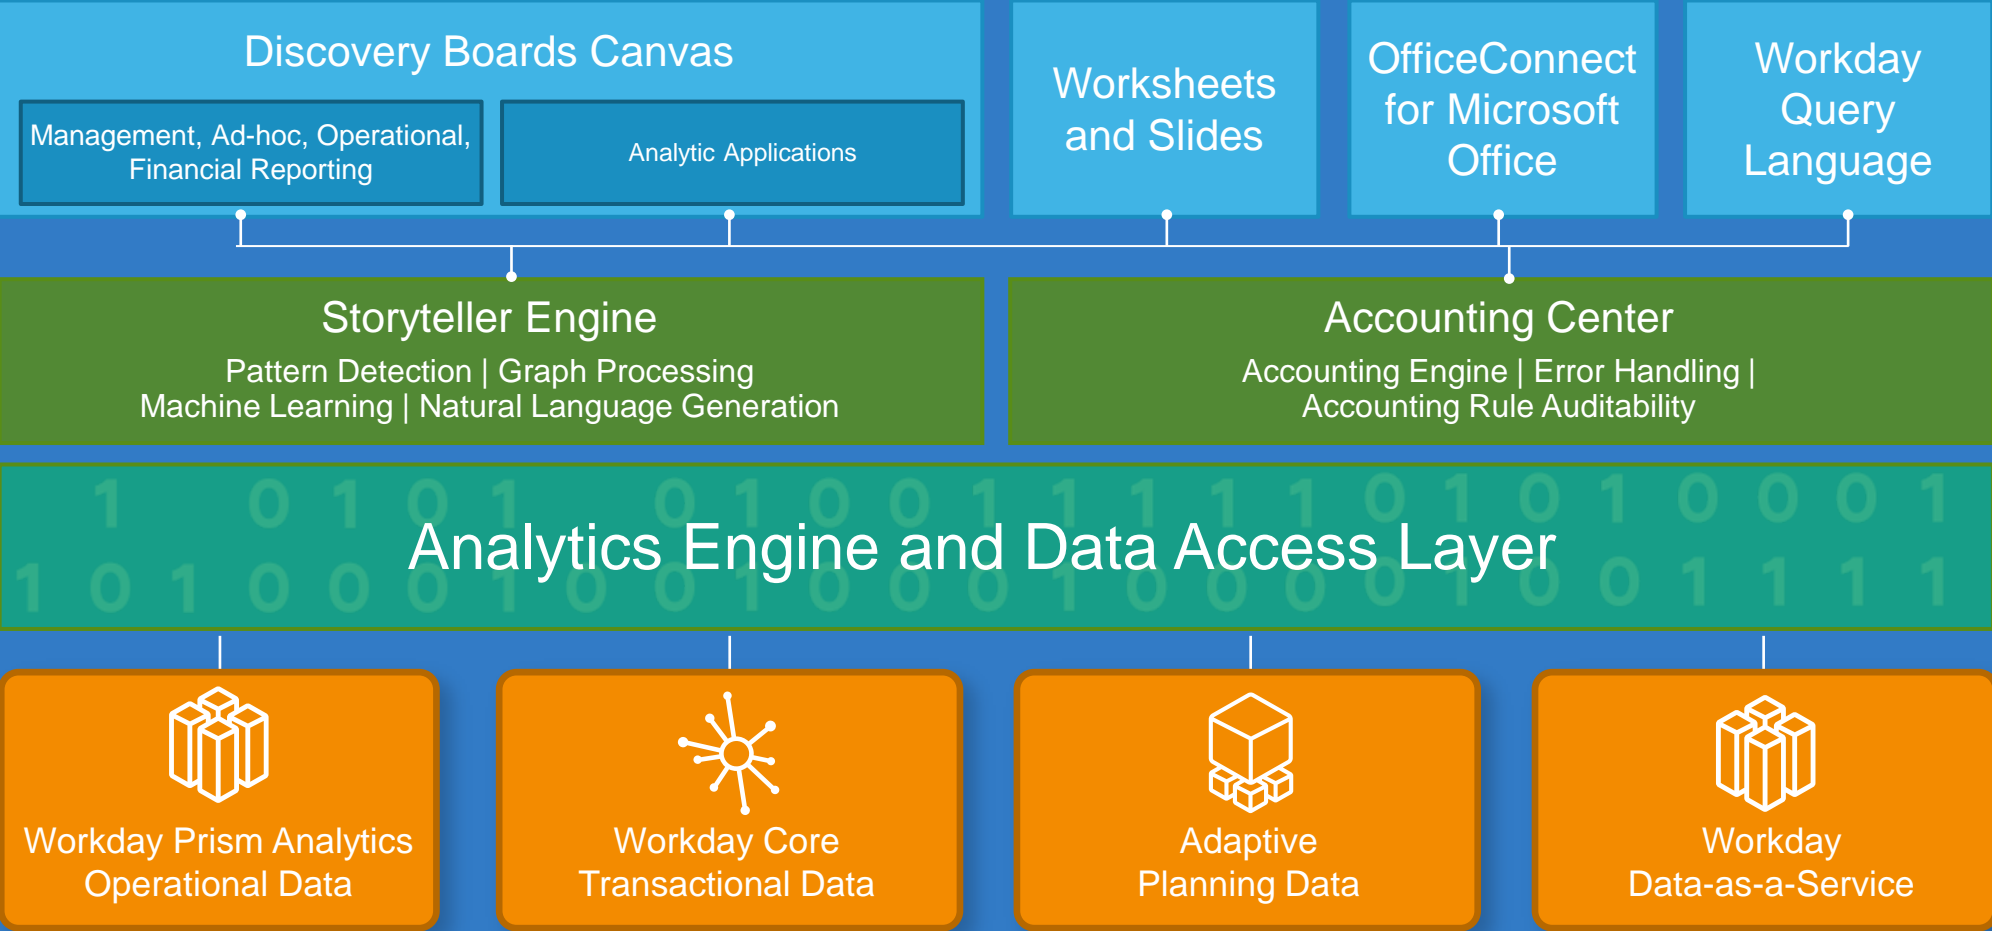 Discovery Boards Canvas
Management, Ad-hoc, Operational,
Financial Reporting
Analytic Applications
Worksheets
and Slides
OfficeConnect
for Microsoft
Office
Workday
Query
Language
Storyteller Engine
Pattern Detection | Graph Processing
Machine Learning | Natural Language Generation
Accounting Center
Accounting Engine | Error Handling |
Accounting Rule Auditability
1 0 1 0 1 0 1 0 0 1 1 1 1 1 0 1 0 1 0 0 0 1
Analytics Engine and Data Access Layer
1 0 1 0 0 0 1 0 0 1 0 0 0 1 0 0 0 0 1 0 0 1 1 1 1
Workday Prism Analytics
Operational Data
Workday Core
Transactional Data
Adaptive
Planning Data
Workday
Data-as-a-Service